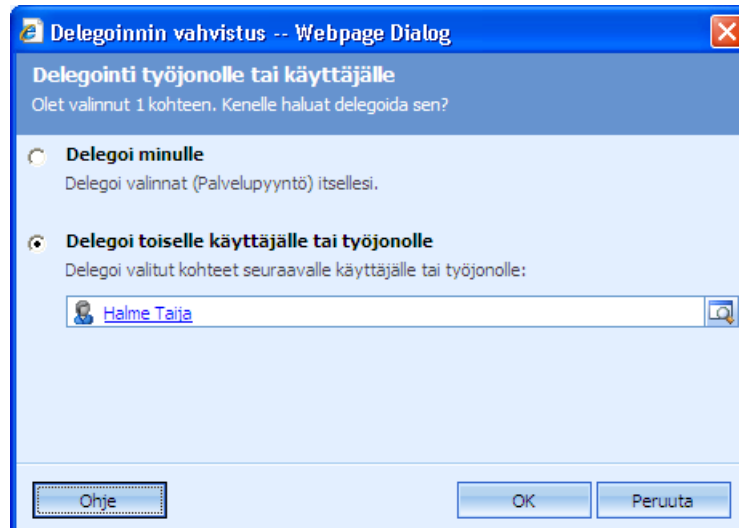 Delegoinnin vahvistus -- Webpage Dialog
Delegointi työjonolle tai käyttäjälle
Olet valinnut 1 kohteen. Kenelle haluat delegoida sen?
Delegoi minulle
Delegoi valinnat (Palvelupyyntö) itsellesi.
Delegoi toiselle käyttäjälle tai työjonolle
Delegoi valitut kohteet seuraavalle käyttäjälle tai työjonolle:
Halme Taija
Ohje OK Peruuta